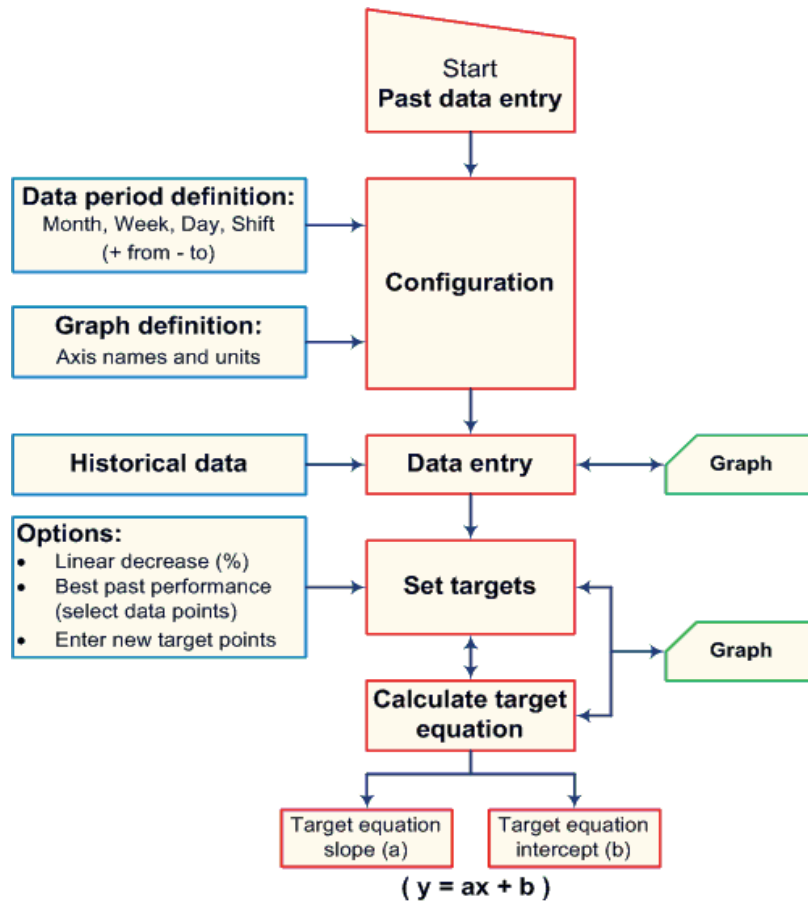 Start
Past data entry
Data period definition:
Month, Week, Day, Shift
(+ from - to)
Configuration
Graph definition:
Axis names and units
Historical data
Data entry
Graph
Options:
• Linear decrease (%)
• Best past performance
(select data points)
• Enter new target points
Set targets
Graph
Calculate target
equation
Target equation
slope (a)
Target equation
intercept (b)
( y = ax + b )